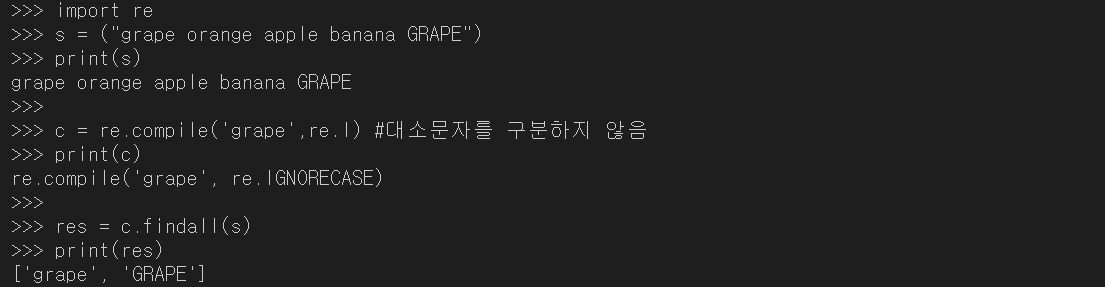 >>> import re
>>> s = ("grape orange apple banana GRAPE")
>>> print(s)
grape orange apple banana GRAPE
>>>
>>> c = re.compile('grape',re.I) #대소문자를 구분하지 않음
>>> print(c)
re.compile('grape', re.IGNORECASE)
>>>
>>> res = c.findall(s)
>>> print(res)
['grape', 'GRAPE']